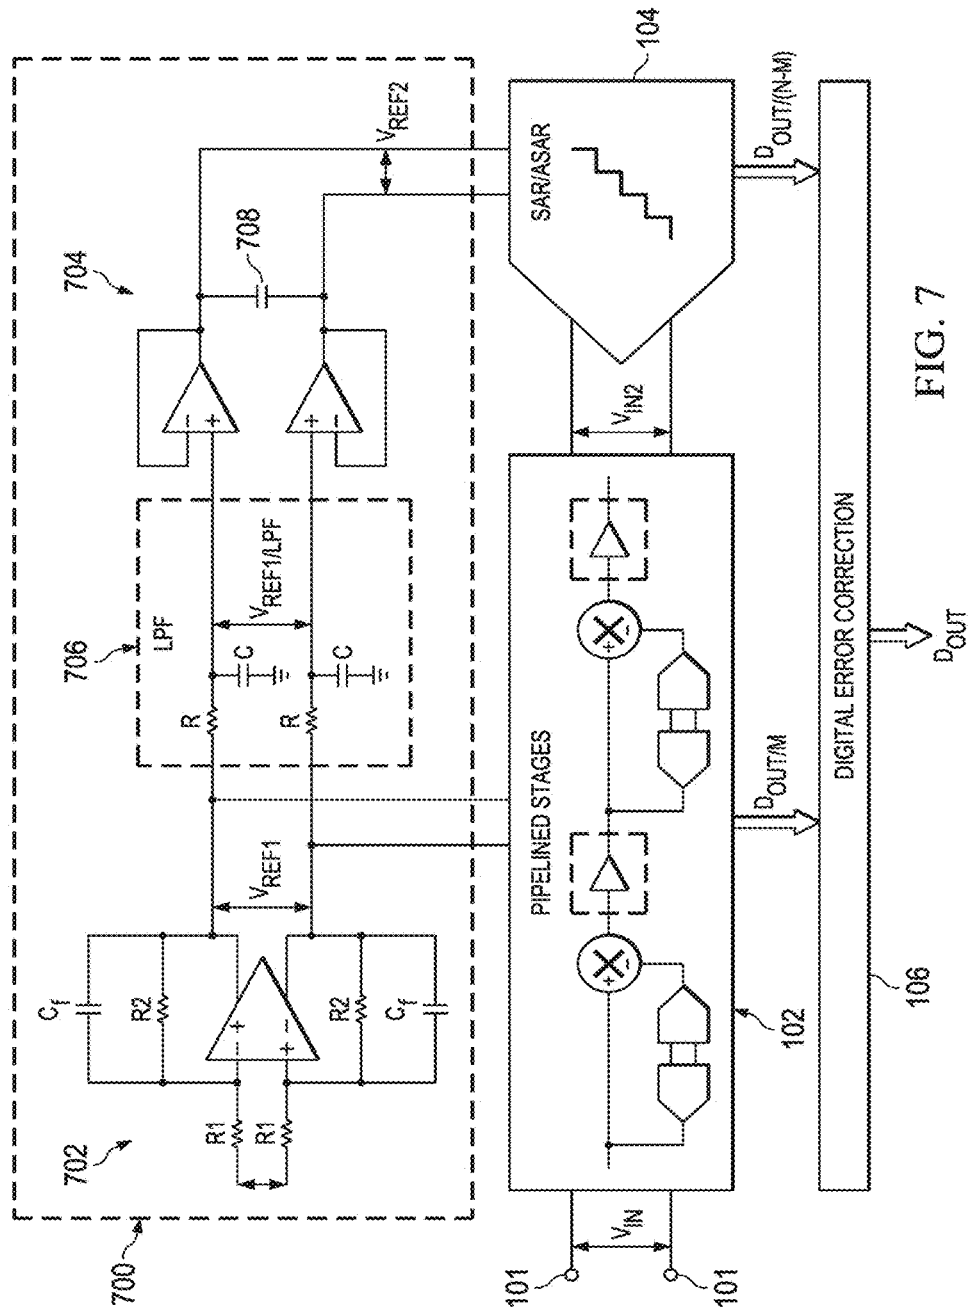 700
702
704
C_f
R2
R1
R1
R2
C_f
+
-
-
+
V_REF1
706
LPF
R
C
R
C
V_REF1/LPF
-
+
+
-
708
V_REF2
101
101
V_IN
PIPELINED STAGES
+
-
+
-
102
V_IN2
SAR/ASAR
104
D_OUT/M
D_OUT/(N-M)
DIGITAL ERROR CORRECTION
106
D_OUT
FIG. 7